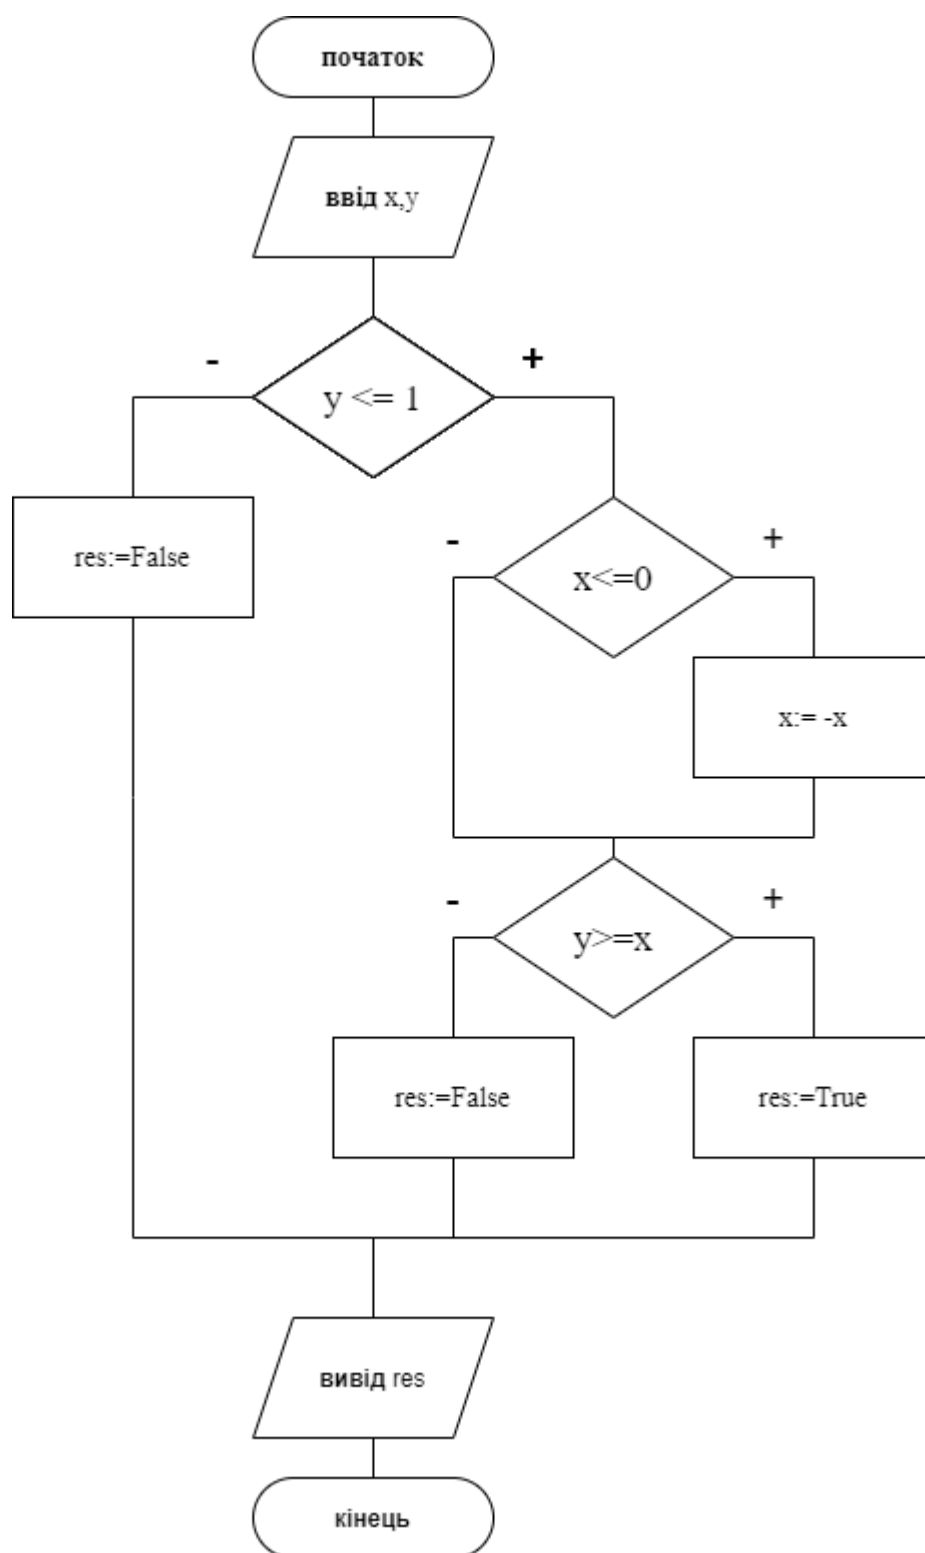 початок
ввід x,y
- +
y <= 1
res:=False
- +
x<=0
x:= -x
- +
y>=x
res:=False
res:=True
вивід res
кінець